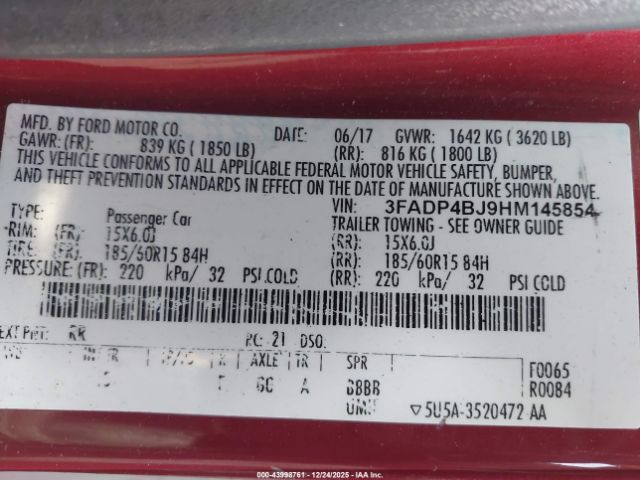 MFD. BY FORD MOTOR CO. DATE: 06/17 GVWR: 1642 KG ( 3620 LB)
GAWR: (FR): 839 KG ( 1850 LB) (RR): 816 KG ( 1800 LB)
THIS VEHICLE CONFORMS TO ALL APPLICABLE FEDERAL MOTOR VEHICLE SAFETY, BUMPER,
AND THEFT PREVENTION STANDARDS IN EFFECT ON THE DATE OF MANUFACTURE SHOWN ABOVE.
VIN: 3FADP4BJ9HM145854
TYPE: Passenger Car TRAILER TOWING - SEE OWNER GUIDE
RIM: (FR): 15X6.0J (RR): 15X6.0J
TIRE: (FR): 185/60R15 84H (RR): 185/60R15 84H
PRESSURE: (FR): 220 kPa/ 32 PSI COLD (RR): 220 kPa/ 32 PSI COLD
EXT PNT: RR RC: 21 DSO:
AXLE TR SPR F0065
A R0084
5U5A-3520472 AA
#00-43998761 - 12/24/2025 - IAA Inc.